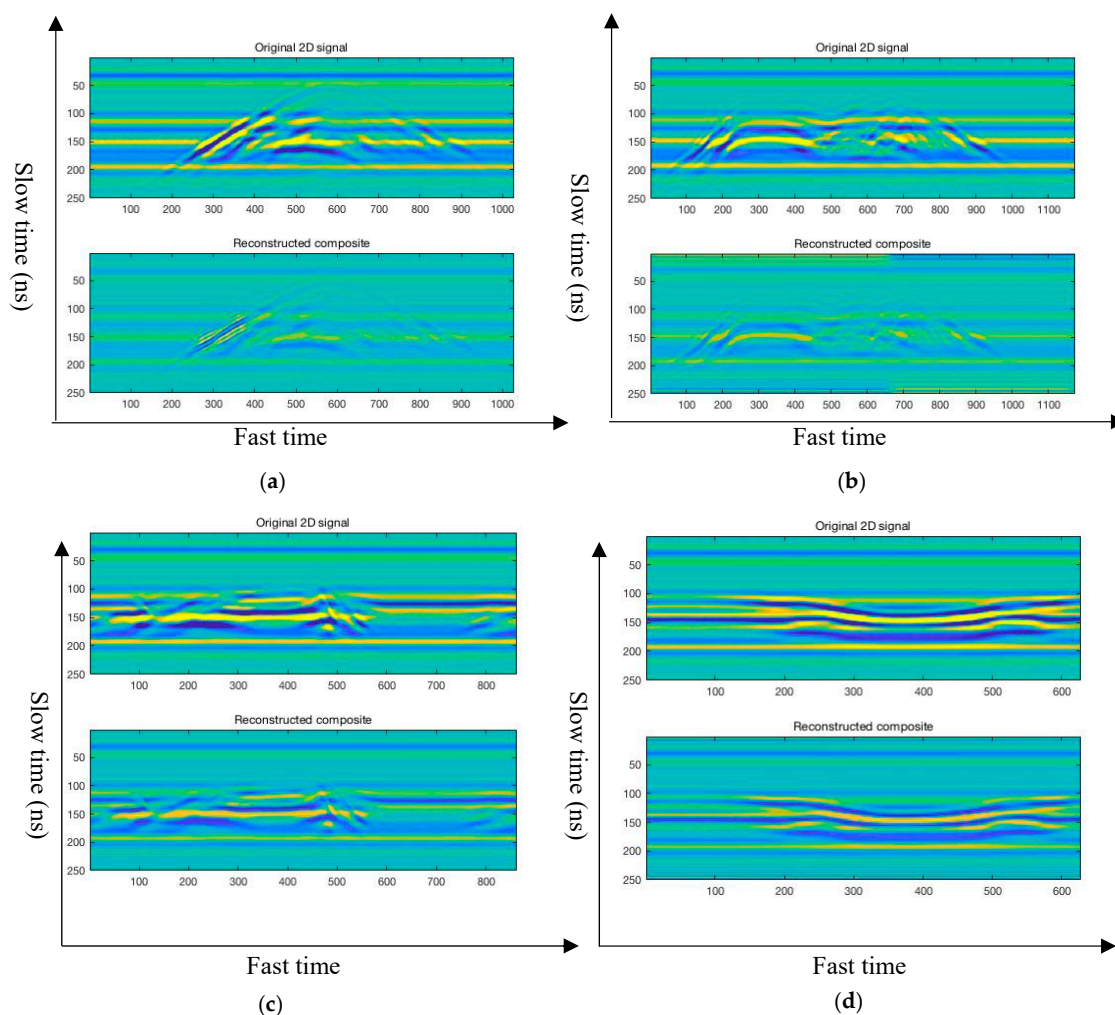 Original 2D signal
50
100
150
200
250
100 200 300 400 500 600 700 800 900 1000
Reconstructed composite
50
100
150
200
250
100 200 300 400 500 600 700 800 900 1000
Slow time (ns)
Fast time
(a)
Original 2D signal
50
100
150
200
250
100 200 300 400 500 600 700 800 900 1000 1100
Reconstructed composite
50
100
150
200
250
100 200 300 400 500 600 700 800 900 1000 1100
Slow time (ns)
Fast time
(b)
Original 2D signal
50
100
150
200
250
100 200 300 400 500 600 700 800
Reconstructed composite
50
100
150
200
250
100 200 300 400 500 600 700 800
Slow time (ns)
Fast time
(c)
Original 2D signal
50
100
150
200
250
100 200 300 400 500 600
Reconstructed composite
50
100
150
200
250
100 200 300 400 500 600
Slow time (ns)
Fast time
(d)